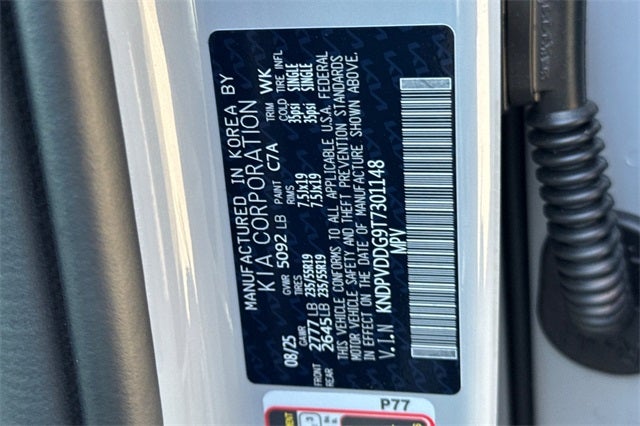 MANUFACTURED IN KOREA BY
KIA CORPORATION
08/25 GVWR 5092 LB PAINT C7A TRIM WK
GAWR TIRES RIMS COLD TIRE INFL
FRONT 2777 LB 235/55R19 7.5Jx19 35psi SINGLE
REAR 2645 LB 235/55R19 7.5Jx19 35psi SINGLE
THIS VEHICLE CONFORMS TO ALL APPLICABLE U.S.A. FEDERAL
MOTOR VEHICLE SAFETY AND THEFT PREVENTION STANDARDS
IN EFFECT ON THE DATE OF MANUFACTURE SHOWN ABOVE.
V.I.N KNDPVDDG9T7301148
MPV
P77